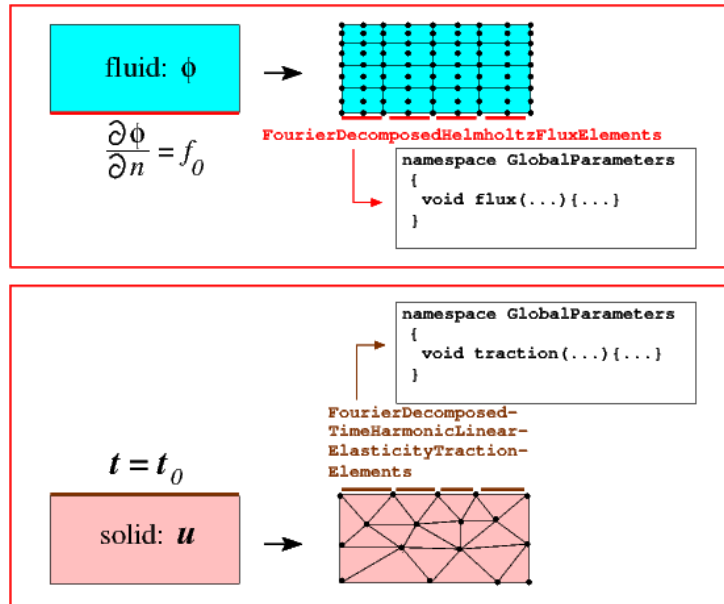 fluid: ϕ
∂ϕ
∂n = f0
FourierDecomposedHelmholtzFluxElements
namespace GlobalParameters
{
void flux(...){...}
}
namespace GlobalParameters
{
void traction(...){...}
}
FourierDecomposed-
TimeHarmonicLinear-
ElasticityTraction-
Elements
t = t0
solid: u